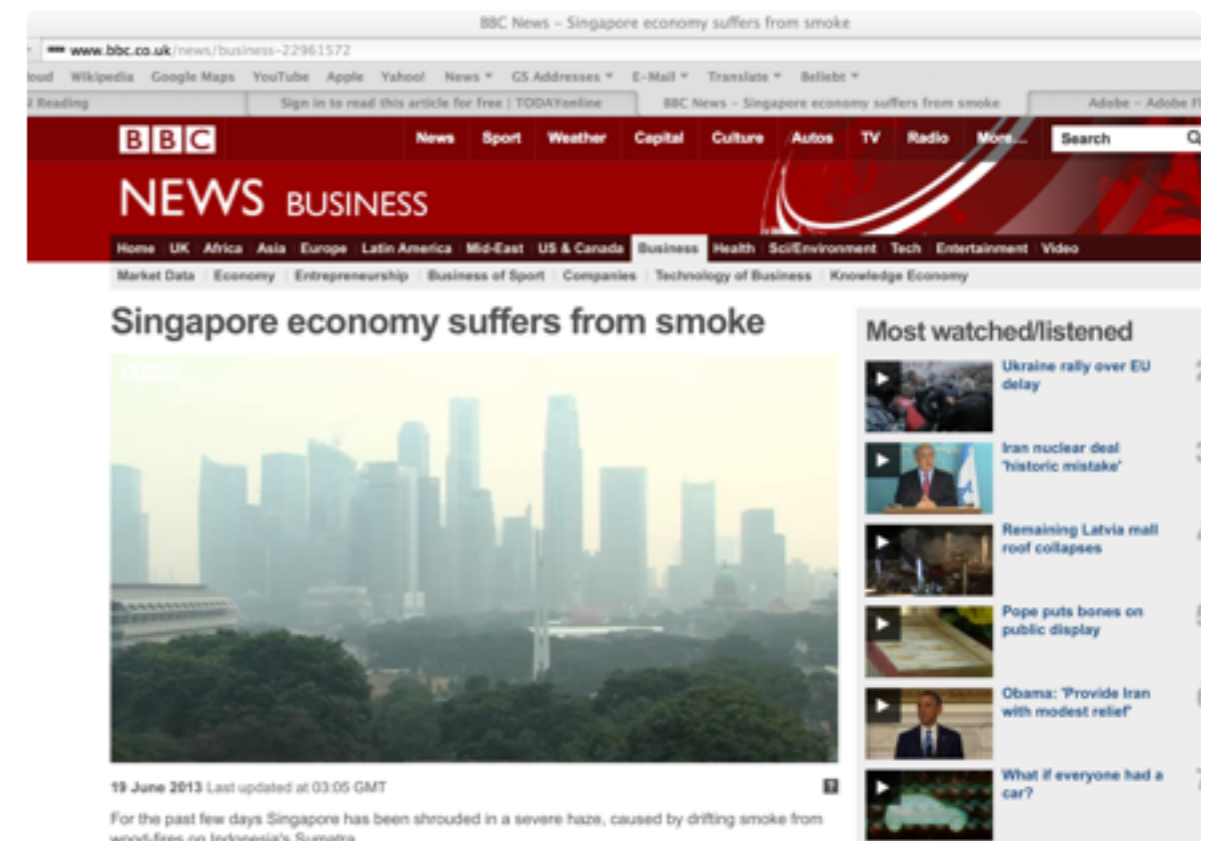 BBC News – Singapore economy suffers from smoke
www.bbc.co.uk/news/business-22961572
Wikipedia Google Maps YouTube Apple Yahoo! News GS Addresses E-Mail Translate Beliebt
Reading Sign in to read this article for free | TODAYonline BBC News – Singapore economy suffers from smoke Adobe – Adobe
BBC News Sport Weather Capital Culture Autos TV Radio More... Search
NEWS BUSINESS
Home UK Africa Asia Europe Latin America Mid-East US & Canada Business Health Sci/Environment Tech Entertainment Video
Market Data Economy Entrepreneurship Business of Sport Companies Technology of Business Knowledge Economy
Singapore economy suffers from smoke
19 June 2013 Last updated at 03:05 GMT
?
For the past few days Singapore has been shrouded in a severe haze, caused by drifting smoke from
wood-fires on Indonesia's Sumatra
Most watched/listened
Ukraine rally over EU
delay
Iran nuclear deal
'historic mistake'
Remaining Latvia mall
roof collapses
Pope puts bones on
public display
Obama: 'Provide Iran
with modest relief'
What if everyone had a
car?